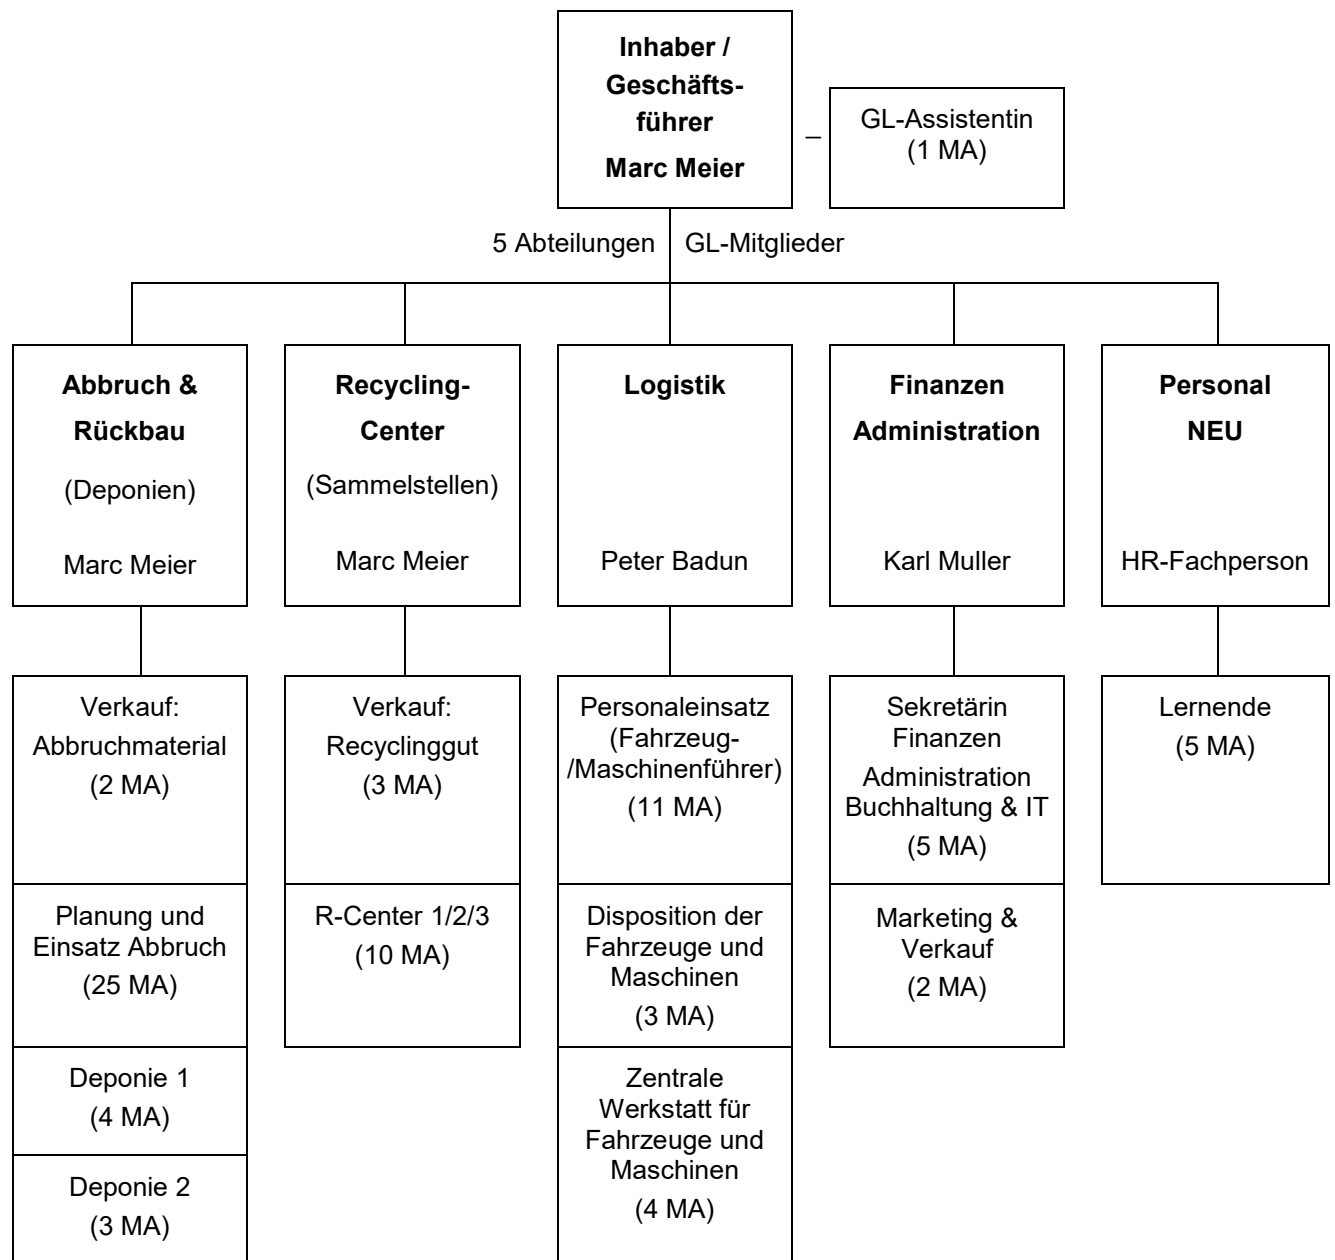 Inhaber /
Geschäfts-
führer
Marc Meier
–
GL-Assistentin
(1 MA)
5 Abteilungen
GL-Mitglieder
Abbruch &
Rückbau
(Deponien)
Marc Meier
Recycling-
Center
(Sammelstellen)
Marc Meier
Logistik
Peter Badun
Finanzen
Administration
Karl Muller
Personal
NEU
HR-Fachperson
Verkauf:
Abbruchmaterial
(2 MA)
Planung und
Einsatz Abbruch
(25 MA)
Deponie 1
(4 MA)
Deponie 2
(3 MA)
Verkauf:
Recyclinggut
(3 MA)
R-Center 1/2/3
(10 MA)
Personaleinsatz
(Fahrzeug-
/Maschinenführer)
(11 MA)
Disposition der
Fahrzeuge und
Maschinen
(3 MA)
Zentrale
Werkstatt für
Fahrzeuge und
Maschinen
(4 MA)
Sekretärin
Finanzen
Administration
Buchhaltung & IT
(5 MA)
Marketing &
Verkauf
(2 MA)
Lernende
(5 MA)